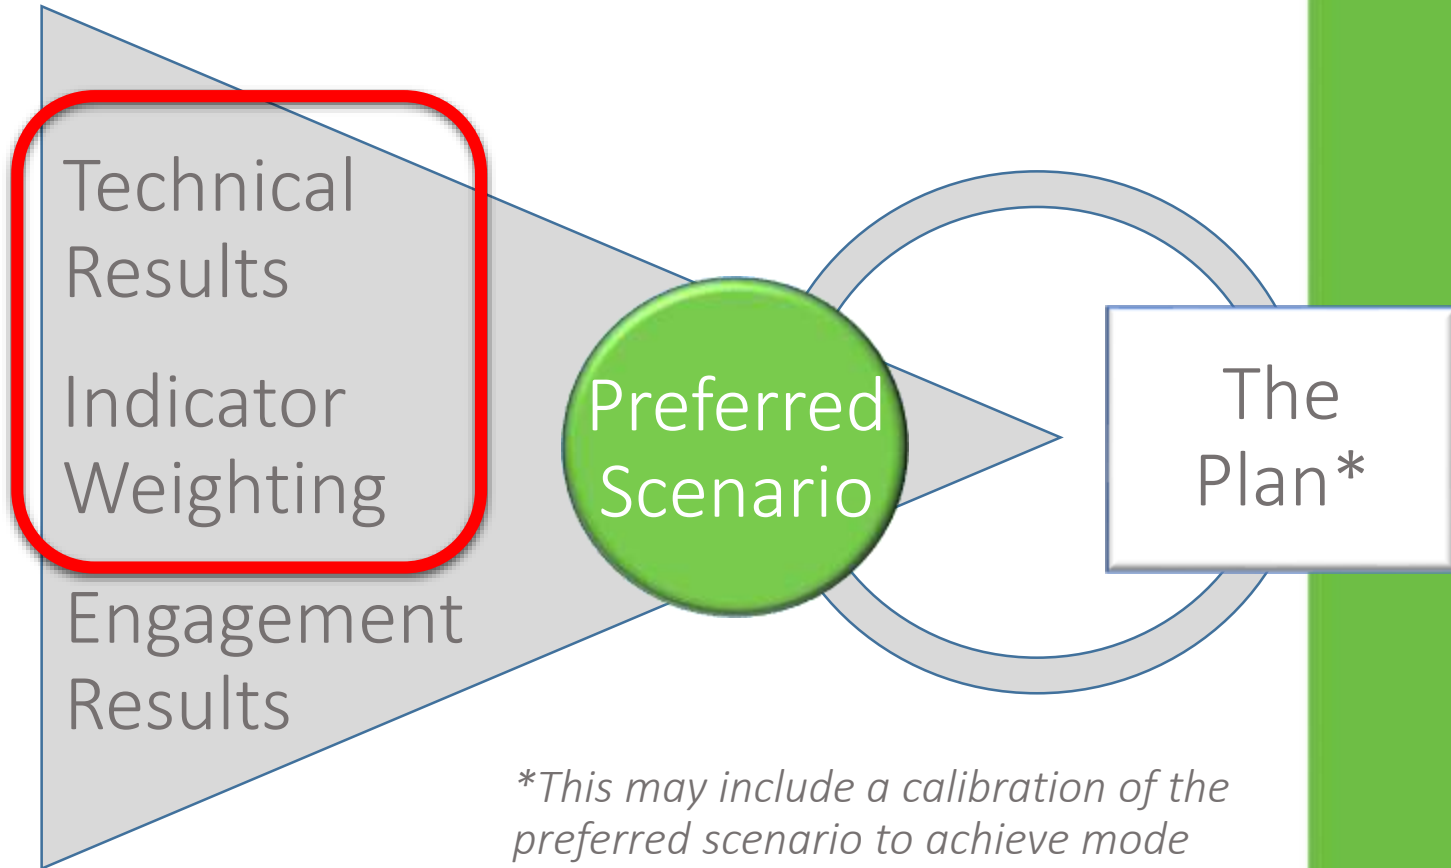 Technical
Results
Indicator
Weighting
Engagement
Results
Preferred
Scenario
The
Plan*
*This may include a calibration of the
preferred scenario to achieve mode